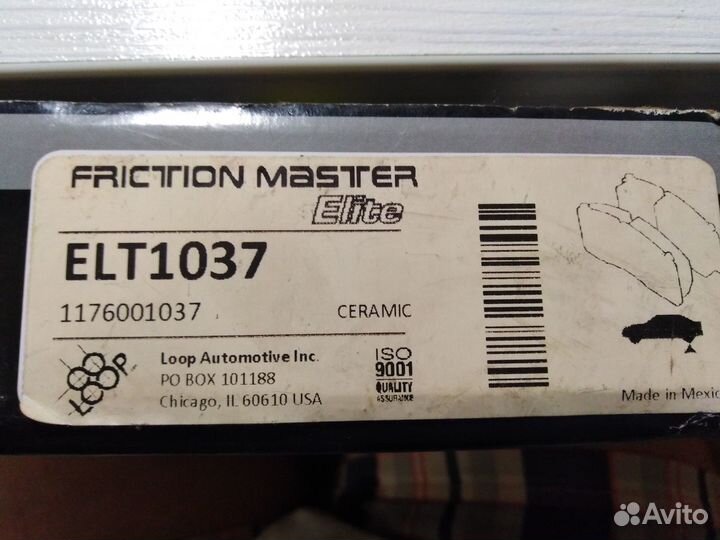 FRICTION MASTER
Elite
ELT1037
1176001037
CERAMIC
LOOP
Loop Automotive Inc.
PO BOX 101188
Chicago, IL 60610 USA
ISO
9001
QUALITY
ASSURANCE
Made in Mexic
Avito